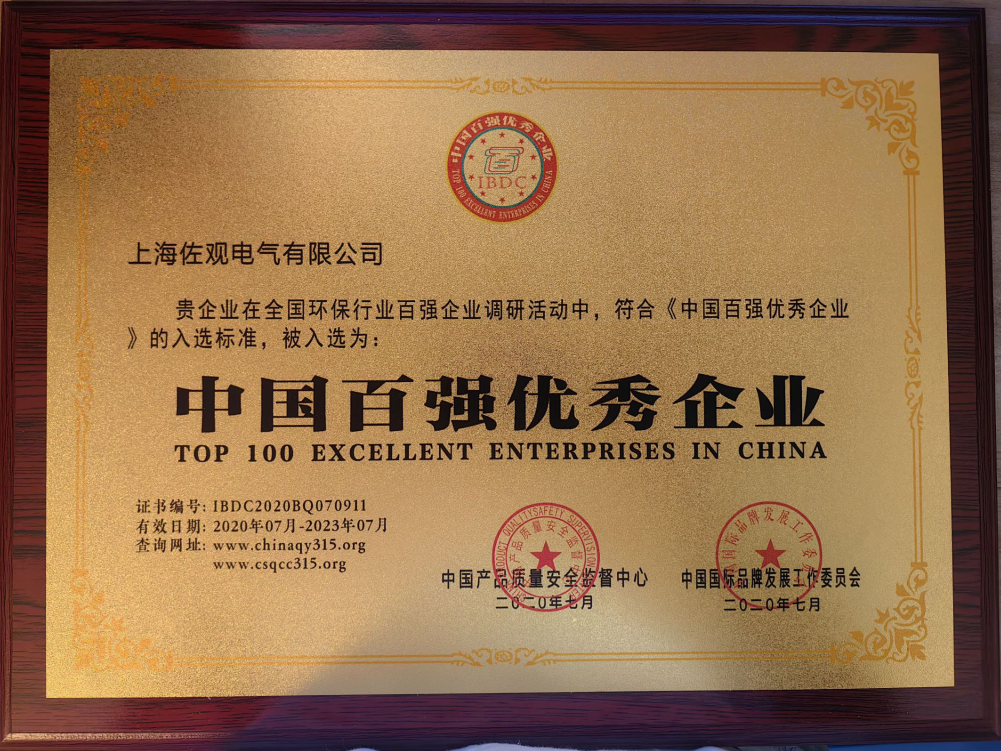 中国百强优秀企业
IBDC
TOP 100 EXCELLENT ENTERPRISES IN CHINA
上海佐观电气有限公司
贵企业在全国环保行业百强企业调研活动中，符合《中国百强优秀企业
》的入选标准，被入选为：
中国百强优秀企业
TOP 100 EXCELLENT ENTERPRISES IN CHINA
证书编号: IBDC2020BQ070911
有效日期: 2020年07月-2023年07月
查询网址: www.chinaqy315.org
www.csqcc315.org
中国产品质量安全监督中心
二〇二〇年七月
中国国际品牌发展工作委员会
二〇二〇年七月